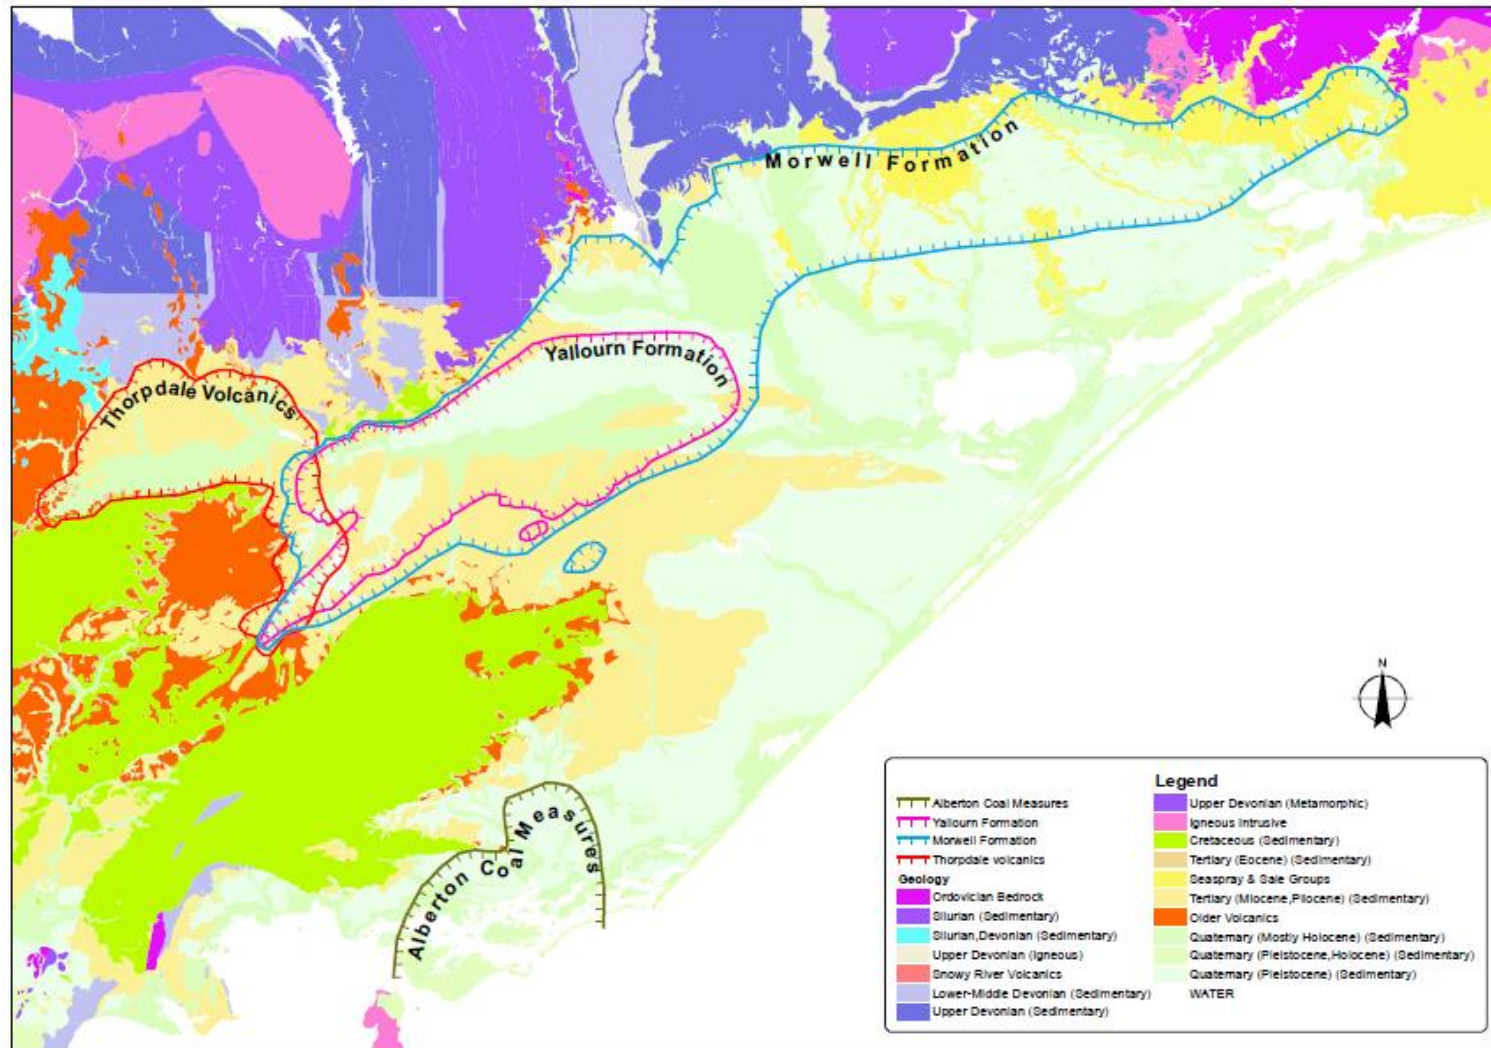 Morwell Formation
Yallourn Formation
Thorpdale Volcanics
Alberton Coal Measures
N
Legend
Alberton Coal Measures
Yallourn Formation
Morwell Formation
Thorpdale volcanics
Geology
Ordovician Bedrock
Silurian (Sedimentary)
Silurian,Devonian (Sedimentary)
Upper Devonian (Igneous)
Snowy River Volcanics
Lower-Middle Devonian (Sedimentary)
Upper Devonian (Sedimentary)
Upper Devonian (Metamorphic)
Igneous Intrusive
Cretaceous (Sedimentary)
Tertiary (Eocene) (Sedimentary)
Seaspray & Sale Groups
Tertiary (Miocene,Pliocene) (Sedimentary)
Older Volcanics
Quaternary (Mostly Holocene) (Sedimentary)
Quaternary (Pleistocene,Holocene) (Sedimentary)
Quaternary (Pleistocene) (Sedimentary)
WATER